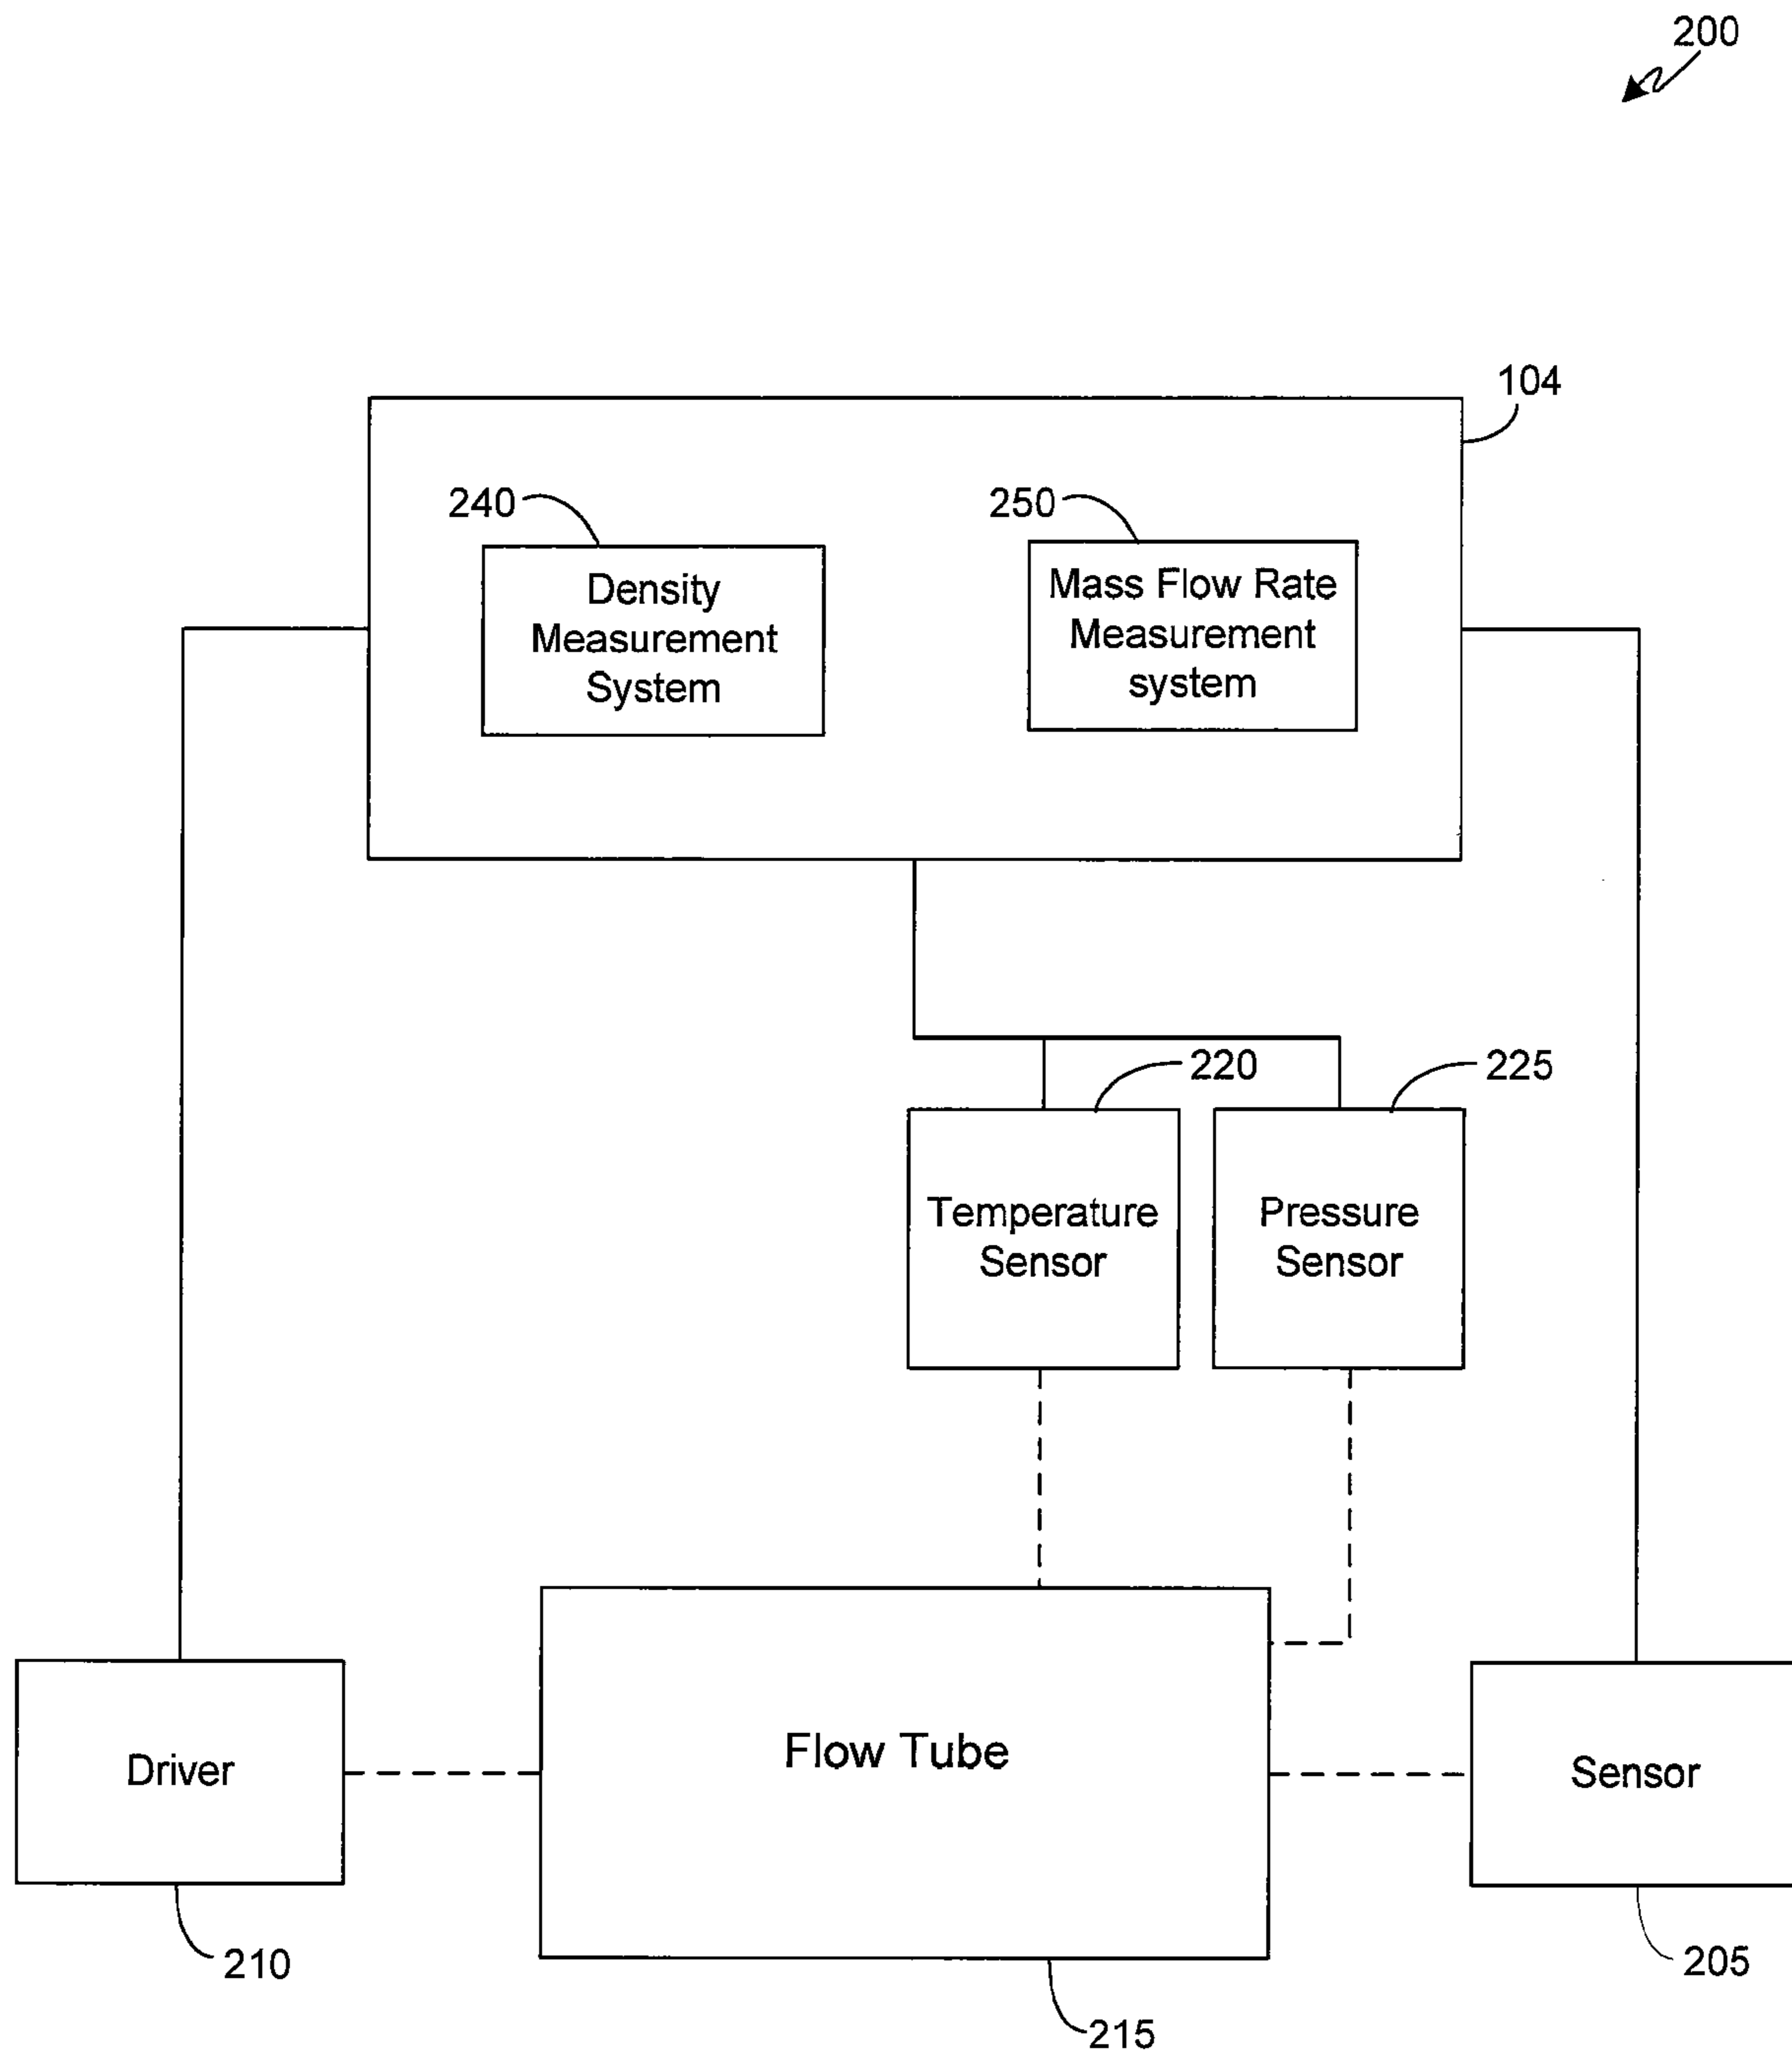 200
104
240
250
Density
Measurement
System
Mass Flow Rate
Measurement
system
220
225
Temperature
Sensor
Pressure
Sensor
Flow Tube
Driver
Sensor
210
205
215